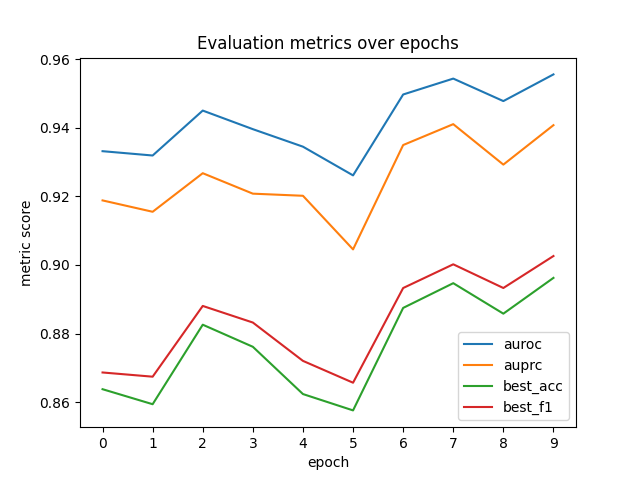 Evaluation metrics over epochs
metric score
0.96
0.94
0.92
0.90
0.88
0.86
auroc
auprc
best_acc
best_f1
0 1 2 3 4 5 6 7 8 9
epoch